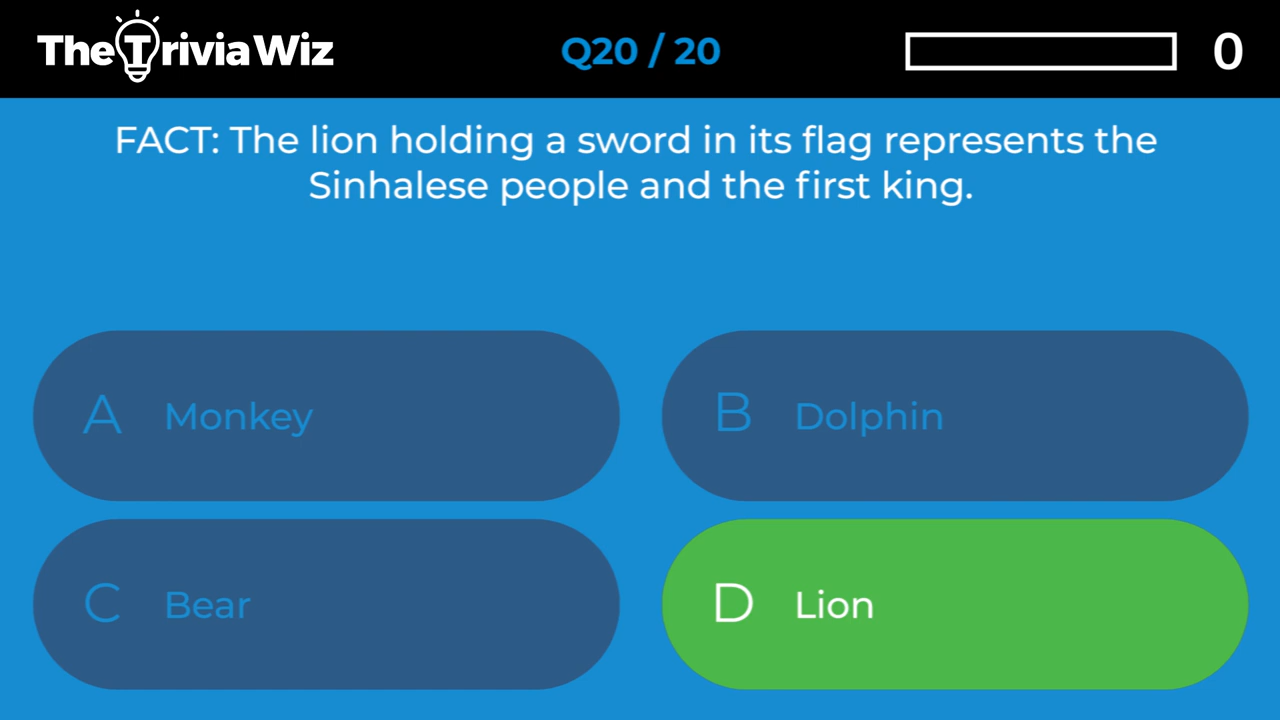 TheTriviaWiz
Q20 / 20
0
FACT: The lion holding a sword in its flag represents the
Sinhalese people and the first king.
A Monkey
B Dolphin
C Bear
D Lion